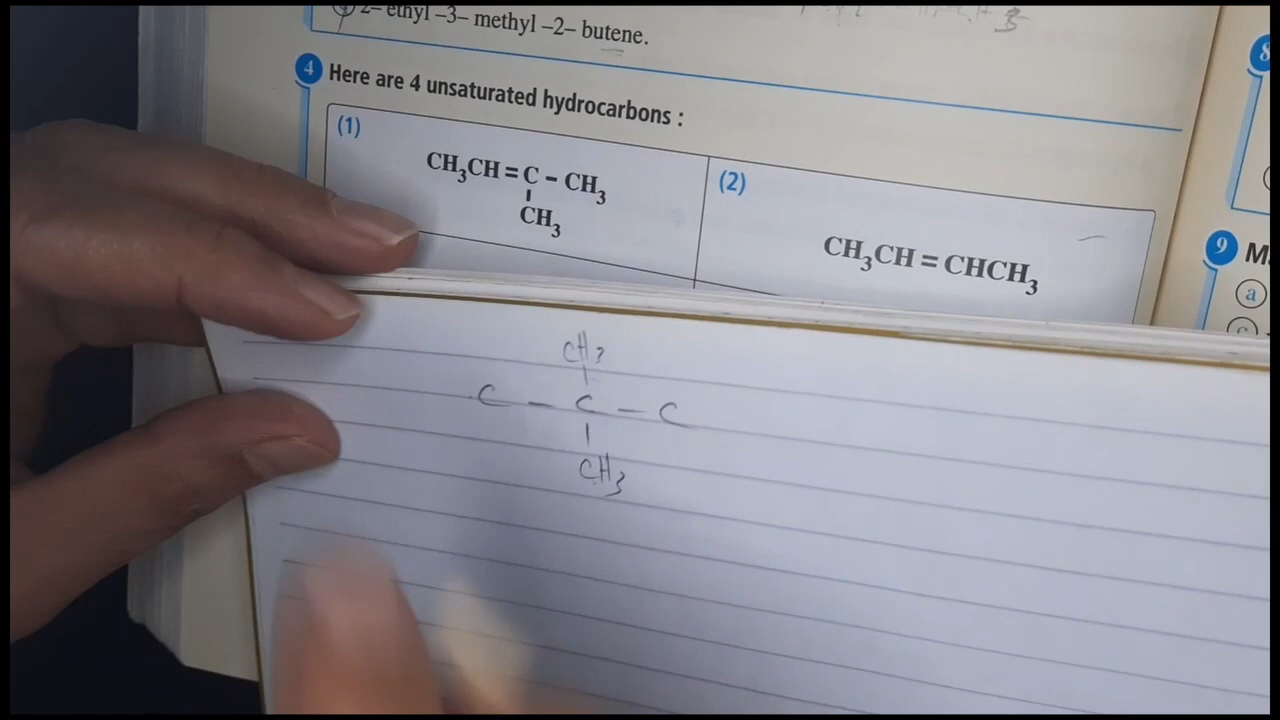 2– ethyl –3– methyl –2– butene.
4 Here are 4 unsaturated hydrocarbons :
(1)
CH₃CH = C – CH₃
CH₃
(2)
CH₃CH = CHCH₃
CH₃
C – C – C
CH₃
8
9 M
a
c